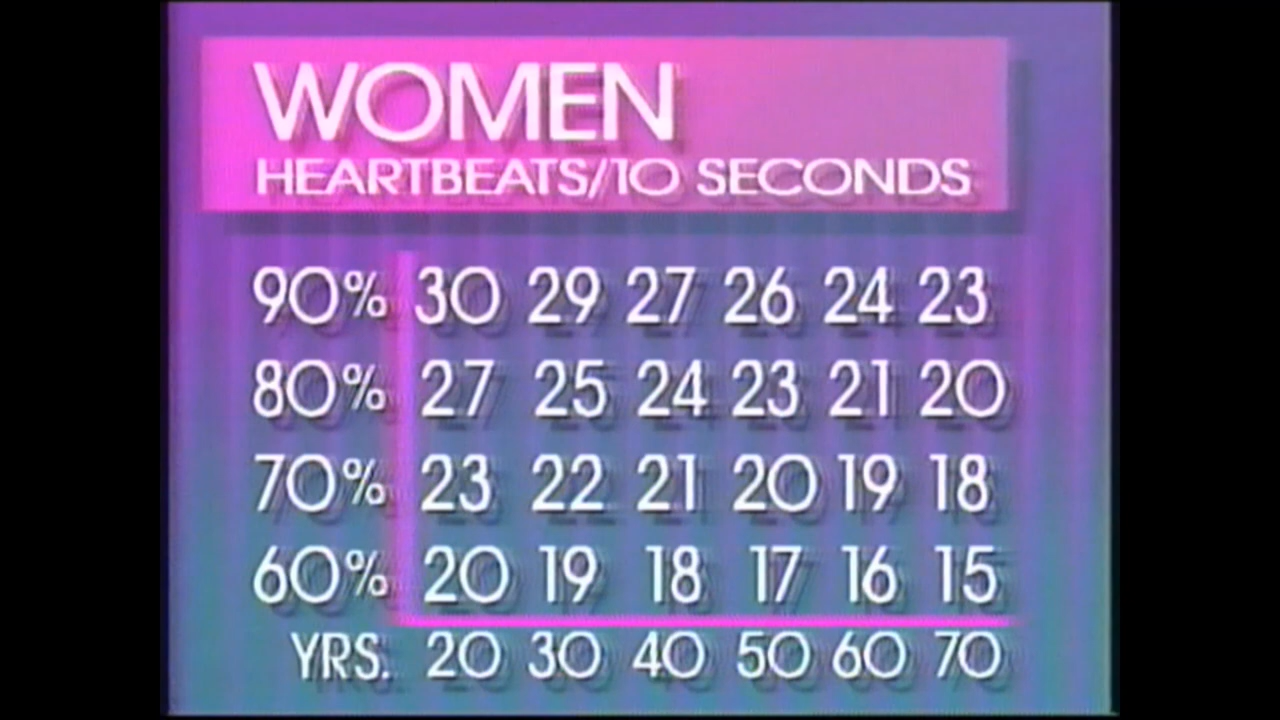 WOMEN
HEARTBEATS/10 SECONDS
90% 30 29 27 26 24 23
80% 27 25 24 23 21 20
70% 23 22 21 20 19 18
60% 20 19 18 17 16 15
YRS. 20 30 40 50 60 70